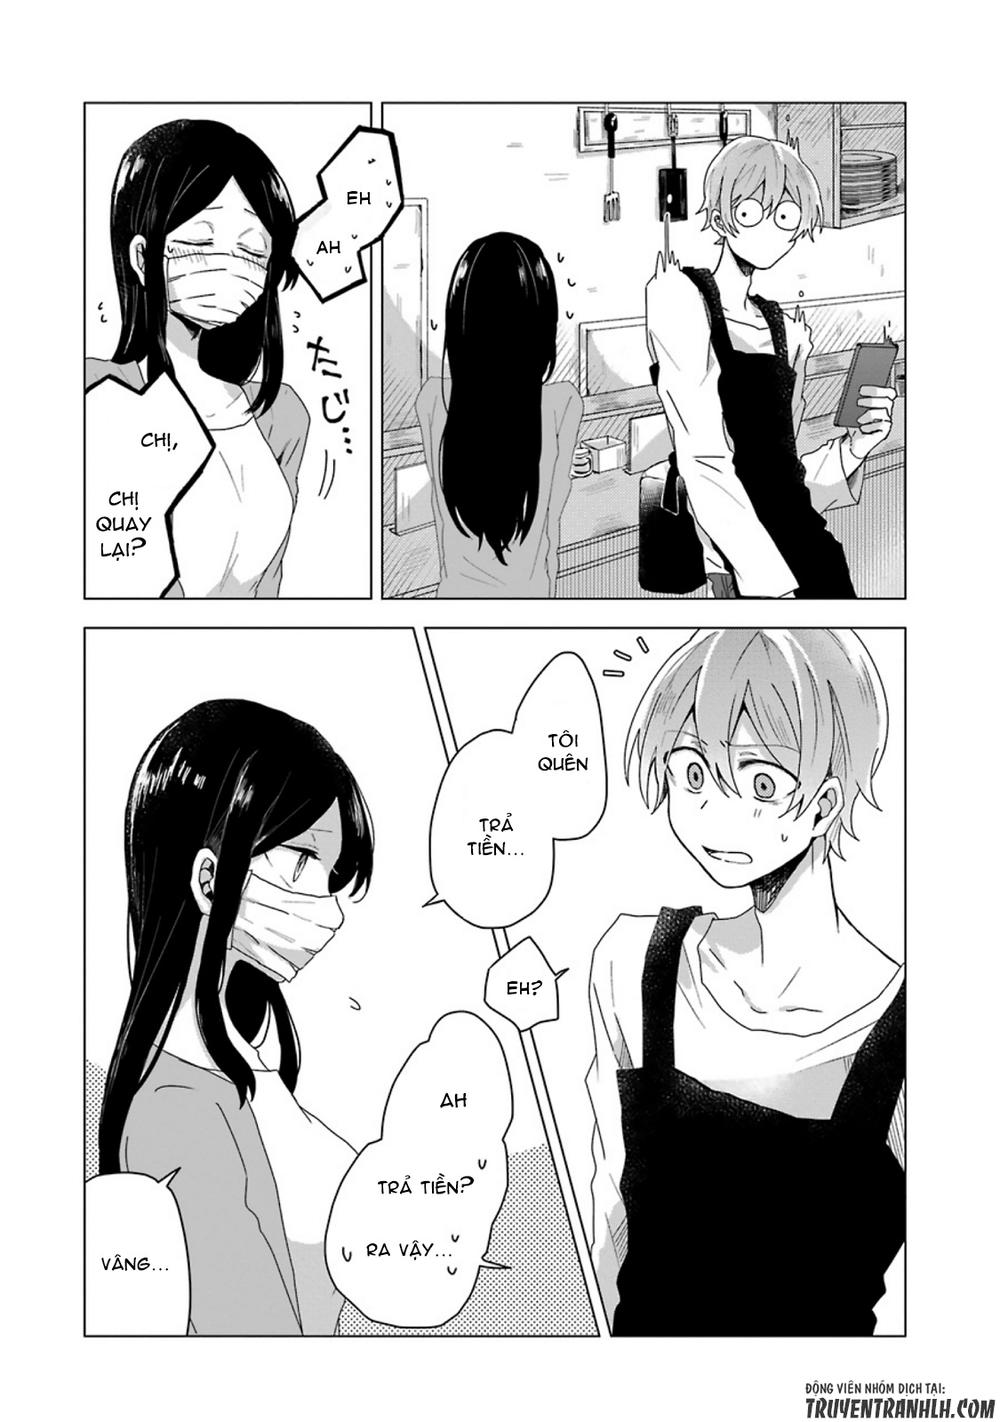 EH
AH
たじ…
CHỊ,
CHỊ
QUAY
LẠI?
TÔI
QUÊN
TRẢ
TIỀN...
EH?
AH
TRẢ TIỀN?
RA VẬY...
VÂNG...
ĐỘNG VIÊN NHÓM DỊCH TẠI:
TRUYENTRANHLH.COM